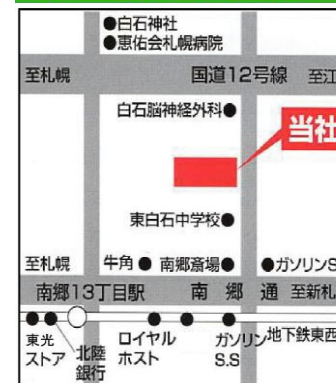 ●白石神社
●恵佑会札幌病院
至札幌 国道12号線 至江
白石脳神経外科●
当社
東白石中学校●
至札幌 牛角● 南郷斎場● ●ガソリンS
南郷13丁目駅 南郷通 至新札
東光ストア
北陸銀行
ロイヤルホスト
ガソリンS.S
地下鉄東西